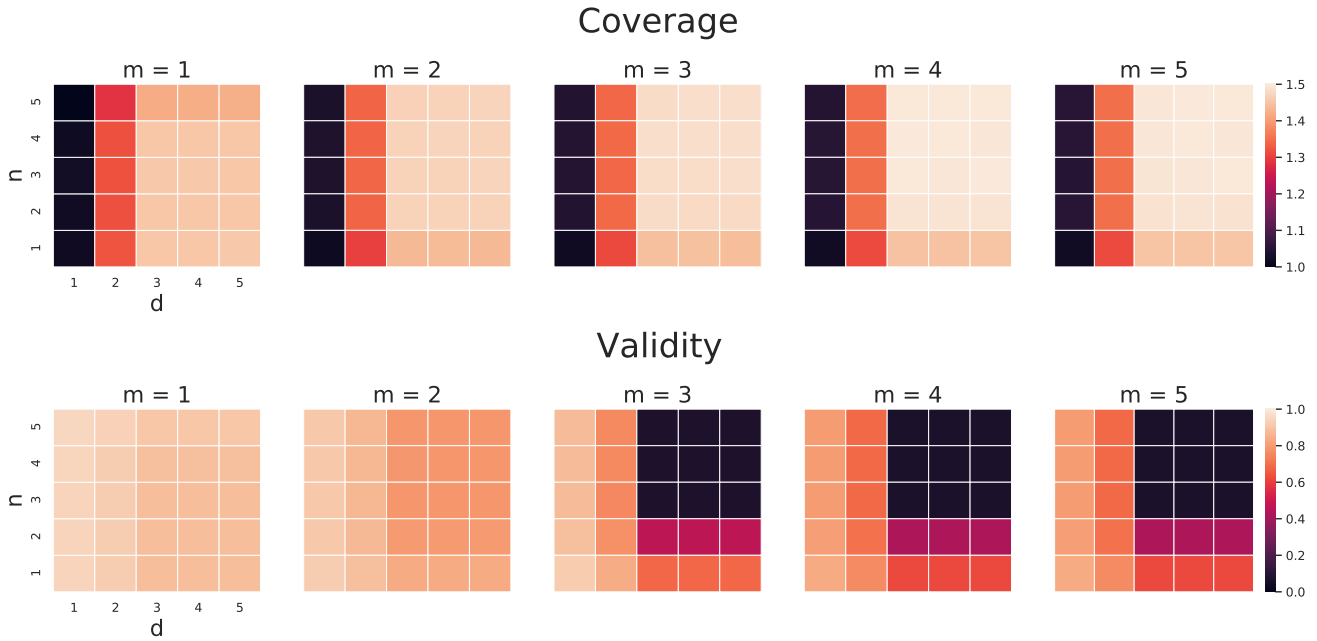 Coverage
m = 1
m = 2
m = 3
m = 4
m = 5
n
5
4
3
2
1
1 2 3 4 5
d
1.5
1.4
1.3
1.2
1.1
1.0
Validity
m = 1
m = 2
m = 3
m = 4
m = 5
n
5
4
3
2
1
1 2 3 4 5
d
1.0
0.8
0.6
0.4
0.2
0.0